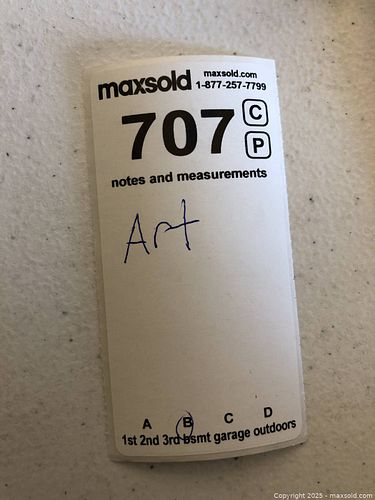 maxsold maxsold.com
1-877-257-7799
707 C
P
notes and measurements
Art
A B C D
1st 2nd 3rd bsmt garage outdoors
Copyright 2025 - maxsold.com